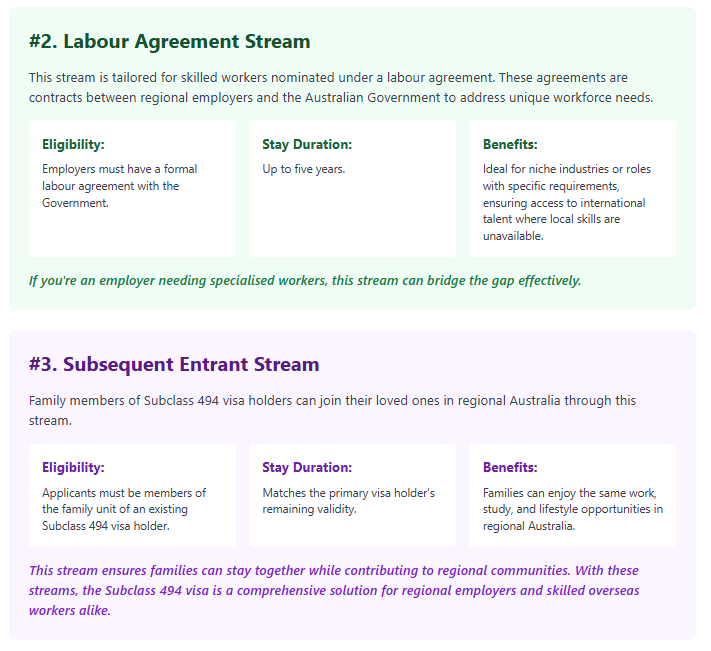 #2. Labour Agreement Stream
This stream is tailored for skilled workers nominated under a labour agreement. These agreements are
contracts between regional employers and the Australian Government to address unique workforce needs.
Eligibility:
Employers must have a formal
labour agreement with the
Government.
Stay Duration:
Up to five years.
Benefits:
Ideal for niche industries or roles
with specific requirements,
ensuring access to international
talent where local skills are
unavailable.
If you're an employer needing specialised workers, this stream can bridge the gap effectively.
#3. Subsequent Entrant Stream
Family members of Subclass 494 visa holders can join their loved ones in regional Australia through this
stream.
Eligibility:
Applicants must be members of
the family unit of an existing
Subclass 494 visa holder.
Stay Duration:
Matches the primary visa holder's
remaining validity.
Benefits:
Families can enjoy the same work,
study, and lifestyle opportunities in
regional Australia.
This stream ensures families can stay together while contributing to regional communities. With these
streams, the Subclass 494 visa is a comprehensive solution for regional employers and skilled overseas
workers alike.